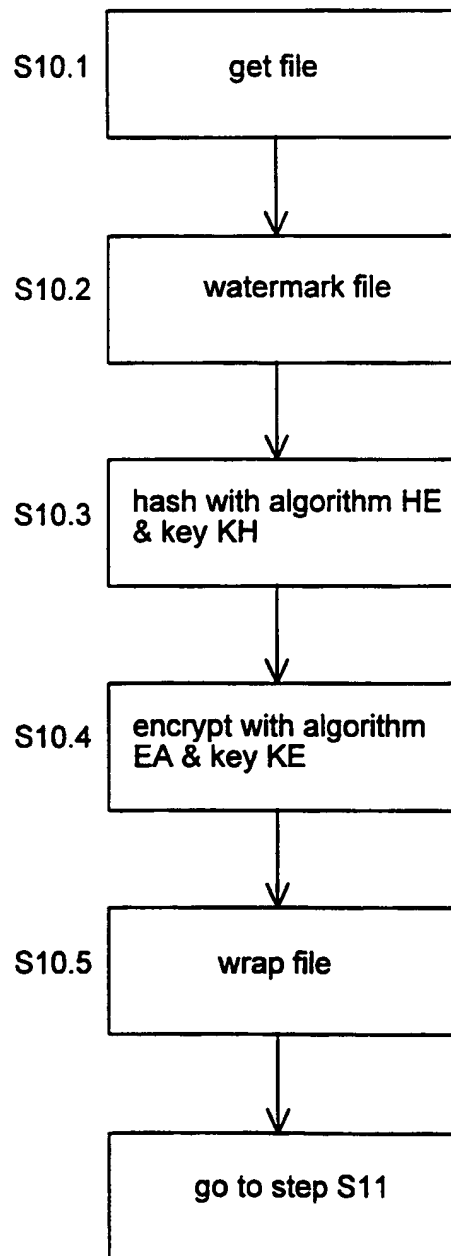 S10.1
get file
S10.2
watermark file
S10.3
hash with algorithm HE
& key KH
S10.4
encrypt with algorithm
EA & key KE
S10.5
wrap file
go to step S11